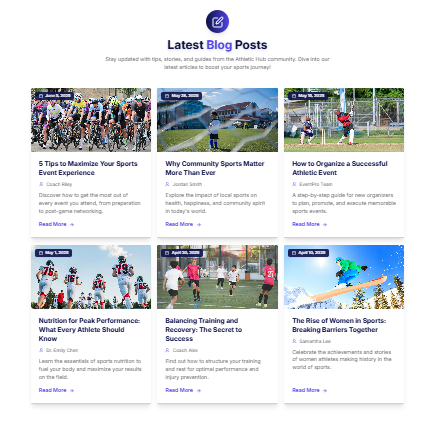 Latest Blog Posts
Stay updated with tips, stories, and guides from the Athletic Hub community. Dive into our
latest articles to boost your sports journey!
June 5, 2025
May 28, 2025
May 15, 2025
5 Tips to Maximize Your Sports
Event Experience
Coach Riley
Discover how to get the most out of
every event you attend, from preparation
to post-game networking.
Read More →
Why Community Sports Matter
More Than Ever
Jordan Smith
Explore the impact of local sports on
health, happiness, and community spirit
in today's world.
Read More →
How to Organize a Successful
Athletic Event
EventPro Team
A step-by-step guide for new organizers
to plan, promote, and execute memorable
sports events.
Read More →
May 1, 2025
April 20, 2025
April 10, 2025
Nutrition for Peak Performance:
What Every Athlete Should
Know
Dr. Emily Chen
Learn the essentials of sports nutrition to
fuel your body and maximize your results
on the field.
Read More →
Balancing Training and
Recovery: The Secret to
Success
Coach Alex
Find out how to structure your training
and rest for optimal performance and
injury prevention.
Read More →
The Rise of Women in Sports:
Breaking Barriers Together
Samantha Lee
Celebrate the achievements and stories
of women athletes making history in the
world of sports.
Read More →